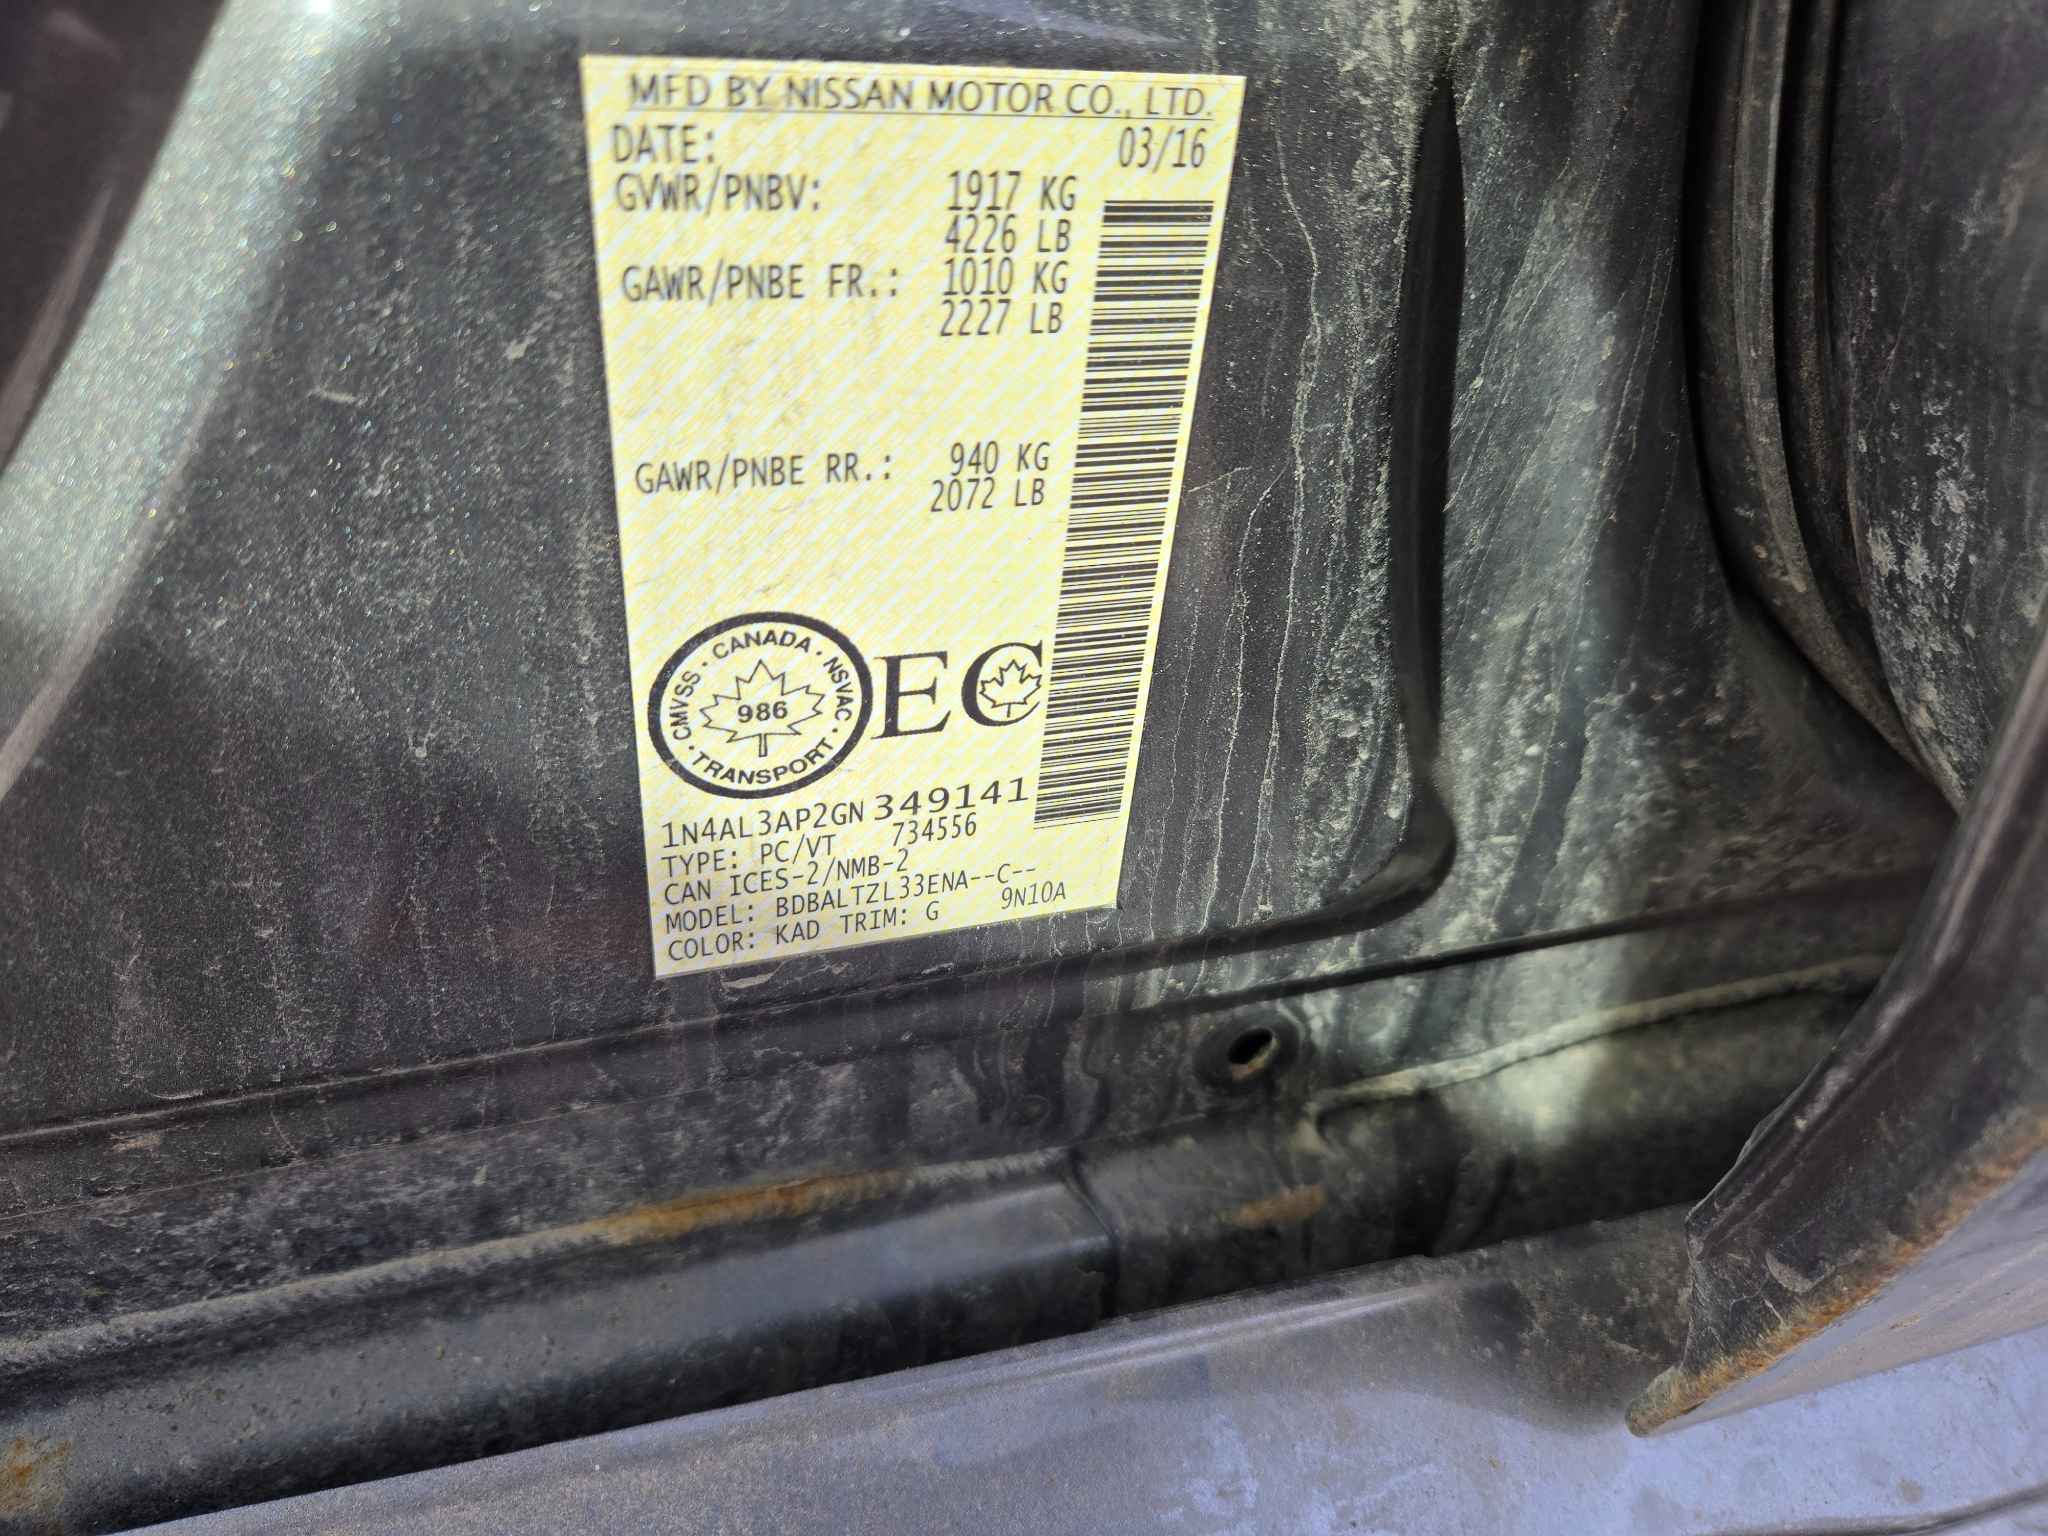 MFD BY NISSAN MOTOR CO., LTD.
DATE: 03/16
GVWR/PNBV: 1917 KG
4226 LB
GAWR/PNBE FR.: 1010 KG
2227 LB
GAWR/PNBE RR.: 940 KG
2072 LB
CMVSS · CANADA · NSVAC · TRANSPORT ·
986
EC
1N4AL3AP2GN 349141
TYPE: PC/VT 734556
CAN ICES-2/NMB-2
MODEL: BDBALTZL33ENA--C--
COLOR: KAD TRIM: G 9N10A